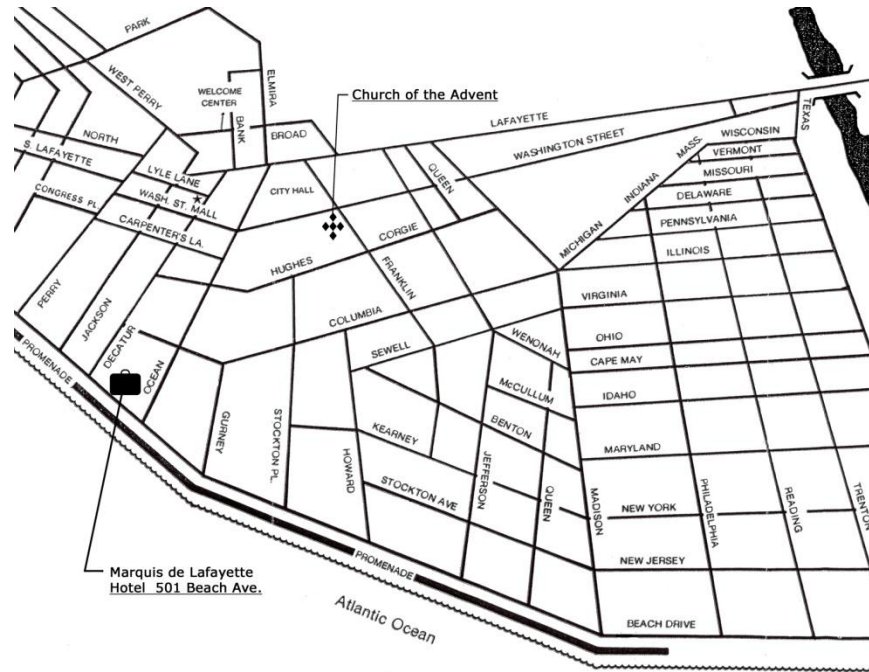 PARK
WEST PERRY
ELMIRA
WELCOME
CENTER
BANK
BROAD
Church of the Advent
LAFAYETTE
WASHINGTON STREET
TEXAS
WISCONSIN
MASS.
VERMONT
INDIANA
MISSOURI
MICHIGAN
DELAWARE
PENNSYLVANIA
ILLINOIS
NORTH
S. LAFAYETTE
LYLE LANE
WASH. ST. MALL
CONGRESS PL.
CARPENTER'S LA.
CITY HALL
QUEEN
CORGIE
HUGHES
FRANKLIN
COLUMBIA
VIRGINIA
PERRY
JACKSON
DECATUR
OCEAN
SEWELL
WENONAH
OHIO
CAPE MAY
McCULLUM
IDAHO
PROMENADE
GURNEY
STOCKTON PL.
HOWARD
KEARNEY
BENTON
MARYLAND
STOCKTON AVE
JEFFERSON
QUEEN
MADISON
NEW YORK
PHILADELPHIA
READING
TRENTON
NEW JERSEY
PROMENADE
BEACH DRIVE
Marquis de Lafayette
Hotel 501 Beach Ave.
Atlantic Ocean